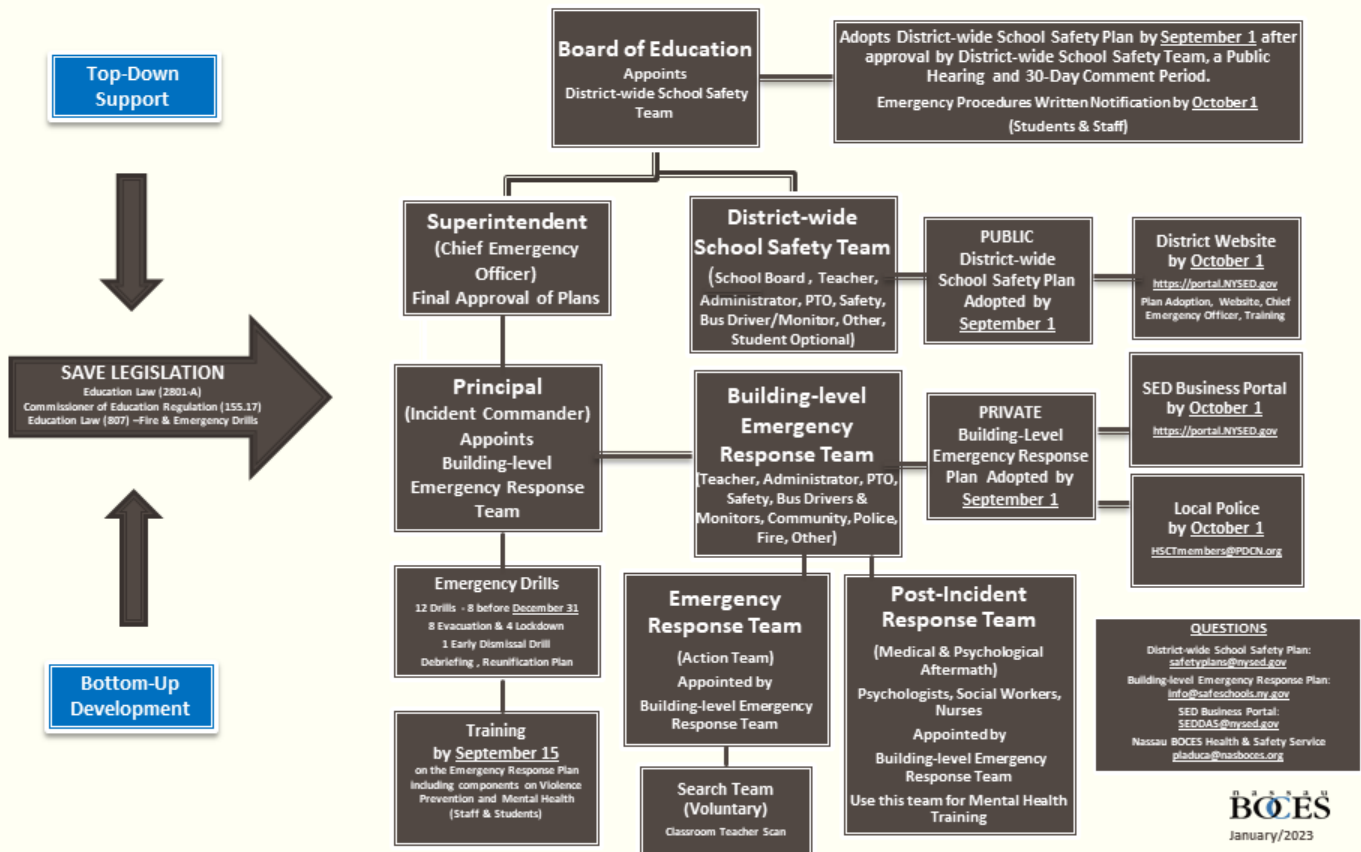 Top-Down
Support
Board of Education
Appoints
District-wide School Safety
Team
Adopts District-wide School Safety Plan by September 1 after
approval by District-wide School Safety Team, a Public
Hearing and 30-Day Comment Period.
Emergency Procedures Written Notification by October 1
(Students & Staff)
Superintendent
(Chief Emergency
Officer)
Final Approval of Plans
District-wide
School Safety Team
(School Board , Teacher,
Administrator, PTO, Safety,
Bus Driver/Monitor, Other,
Student Optional)
PUBLIC
District-wide
School Safety Plan
Adopted by
September 1
District Website
by October 1
https://portal.NYSED.gov
Plan Adoption, Website, Chief
Emergency Officer, Training
SAVE LEGISLATION
Education Law (2801-A)
Commissioner of Education Regulation (155.17)
Education Law (807) –Fire & Emergency Drills
Principal
(Incident Commander)
Appoints
Building-level
Emergency Response
Team
Building-level
Emergency
Response Team
(Teacher, Administrator, PTO,
Safety, Bus Drivers &
Monitors, Community, Police,
Fire, Other)
PRIVATE
Building-Level
Emergency Response
Plan Adopted by
September 1
SED Business Portal
by October 1
https://portal.NYSED.gov
Local Police
by October 1
HSCTmembers@PDCN.org
Bottom-Up
Development
Emergency Drills
12 Drills - 8 before December 31
8 Evacuation & 4 Lockdown
1 Early Dismissal Drill
Debriefing , Reunification Plan
Training
by September 15
on the Emergency Response Plan
including components on Violence
Prevention and Mental Health
(Staff & Students)
Emergency
Response Team
(Action Team)
Appointed by
Building-level Emergency
Response Team
Search Team
(Voluntary)
Classroom Teacher Scan
Post-Incident
Response Team
(Medical & Psychological
Aftermath)
Psychologists, Social Workers,
Nurses
Appointed by
Building-level Emergency
Response Team
Use this team for Mental Health
Training
QUESTIONS
District-wide School Safety Plan:
safetyplans@nysed.gov
Building-level Emergency Response Plan:
info@safeschools.ny.gov
SED Business Portal:
SEDDAS@nysed.gov
Nassau BOCES Health & Safety Service
pladuca@nasboces.org
nassau
BOCES
January/2023